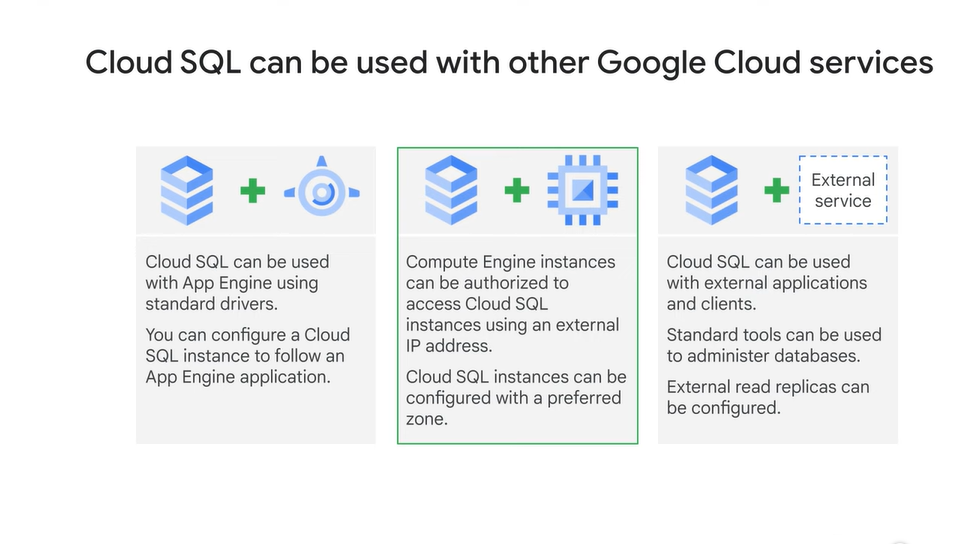 Cloud SQL can be used with other Google Cloud services
Cloud SQL can be used
with App Engine using
standard drivers.
You can configure a Cloud
SQL instance to follow an
App Engine application.
Compute Engine instances
can be authorized to
access Cloud SQL
instances using an external
IP address.
Cloud SQL instances can be
configured with a preferred
zone.
External
service
Cloud SQL can be used
with external applications
and clients.
Standard tools can be used
to administer databases.
External read replicas can
be configured.